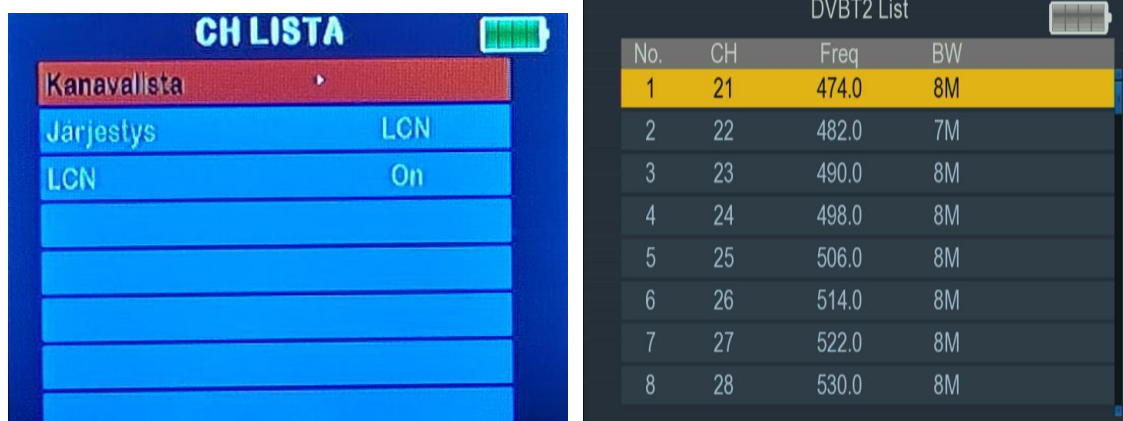 CH LISTA
Kanavalista
Järjestys LCN
LCN On
DVBT2 List
No. CH Freq BW
1 21 474.0 8M
2 22 482.0 7M
3 23 490.0 8M
4 24 498.0 8M
5 25 506.0 8M
6 26 514.0 8M
7 27 522.0 8M
8 28 530.0 8M